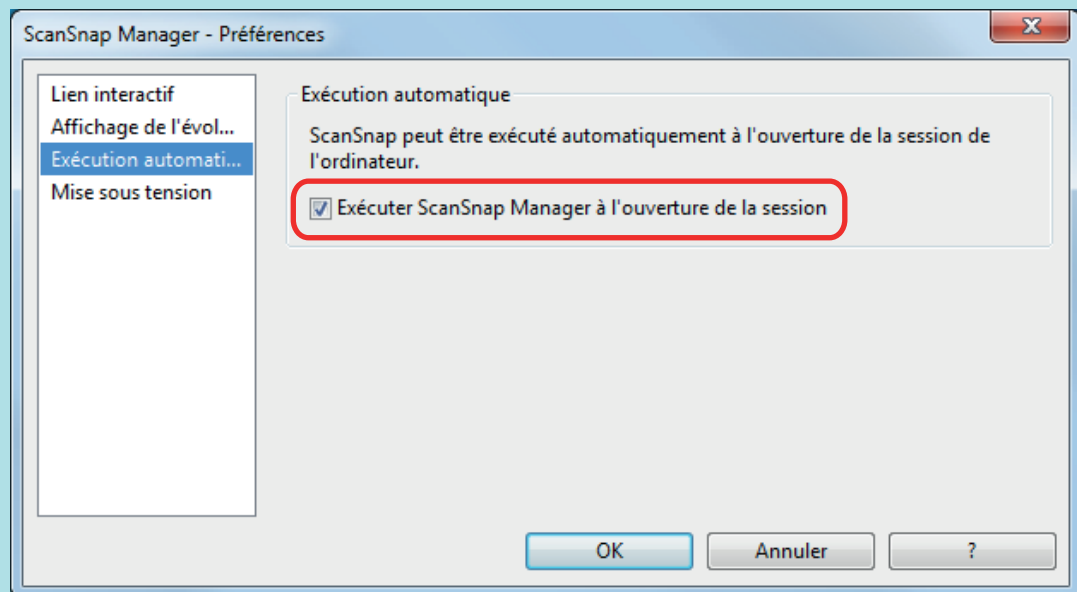 ScanSnap Manager - Préférences
Lien interactif
Affichage de l'évol...
Exécution automati...
Mise sous tension
Exécution automatique
ScanSnap peut être exécuté automatiquement à l'ouverture de la session de
l'ordinateur.
Exécuter ScanSnap Manager à l'ouverture de la session
OK
Annuler
?